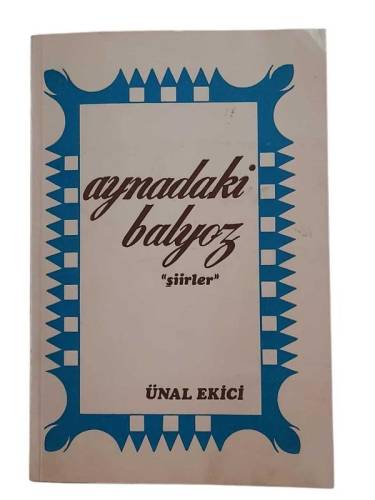 aynadaki
balyoz
"şiirler"
ÜNAL EKİCİ